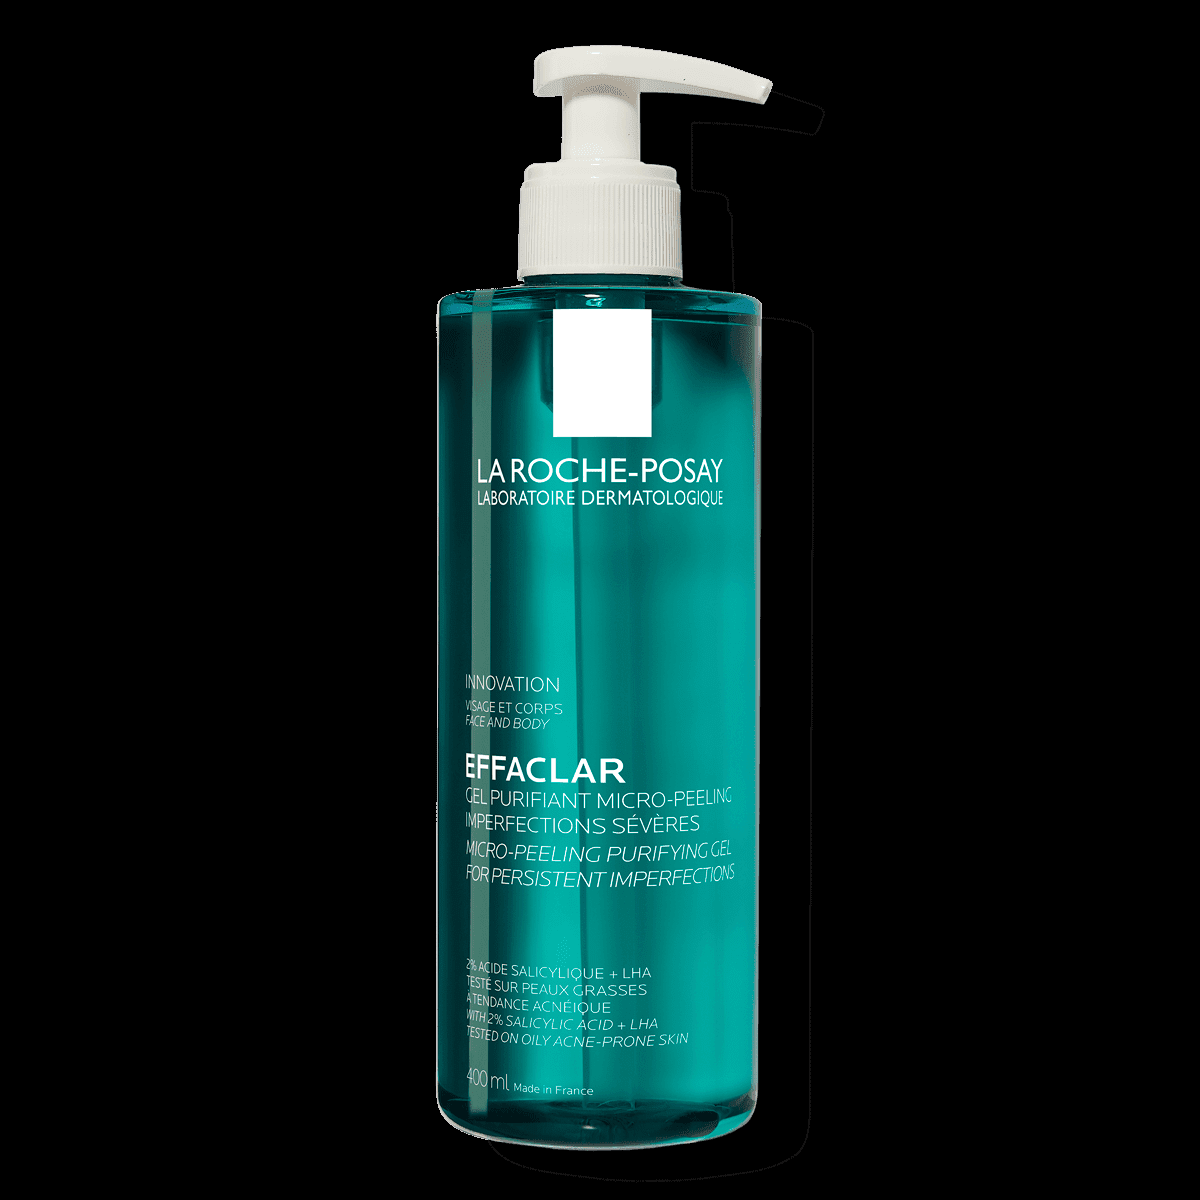 LA ROCHE-POSAY
LABORATOIRE DERMATOLOGIQUE
INNOVATION
VISAGE ET CORPS
FACE AND BODY
EFFACLAR
GEL PURIFIANT MICRO-PEELING
IMPERFECTIONS SÉVÈRES
MICRO-PEELING PURIFYING GEL
FOR PERSISTENT IMPERFECTIONS
2% ACIDE SALICYLIQUE + LHA
TESTÉ SUR PEAUX GRASSES
À TENDANCE ACNÉIQUE
WITH 2% SALICYLIC ACID + LHA
TESTED ON OILY ACNE-PRONE SKIN
400 ml Made in France